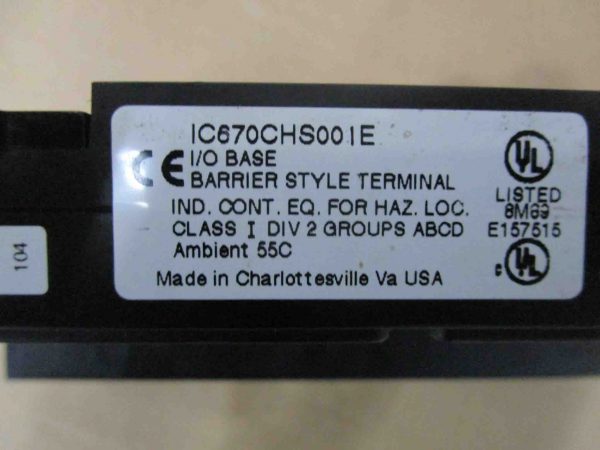 IC670CHS001E
I/O BASE
CE
BARRIER STYLE TERMINAL
IND. CONT. EQ. FOR HAZ. LOC.
CLASS I DIV 2 GROUPS ABCD
Ambient 55C
Made in Charlottesville Va USA
UL
LISTED
6M69
E157515
c UL
104